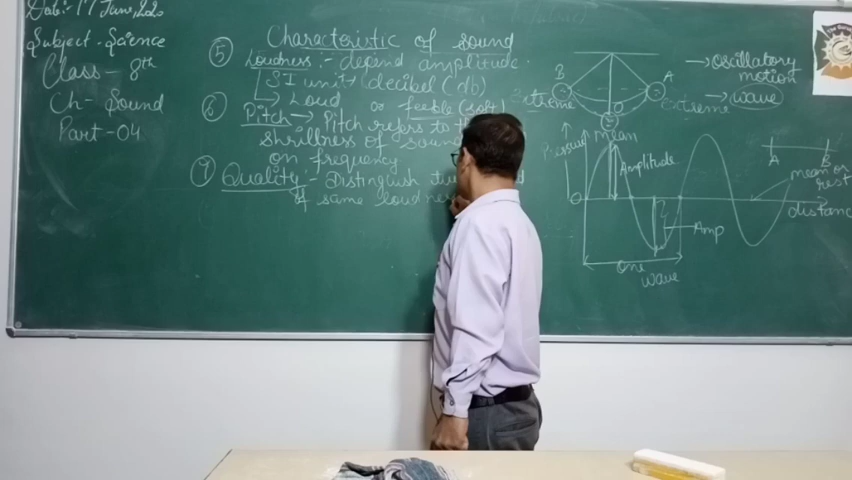 Date:- 17 June, 2020
Subject - Science
Class - 8th
Ch - Sound
Part - 04
Characteristic of sound
5 Loudness :- depend amplitude.
SI unit → decibel (db)
→ Loud or feeble (soft)
6 Pitch → Pitch refers to the
shrillness of sound
on frequency
7 Quality :- Distinguish
of same loudness
B A
O
Extreme Extreme
mean
→ Oscillatory
motion
→ wave
Pressure
Amplitude
A B
mean or
rest
O distance
Amp
One
wave